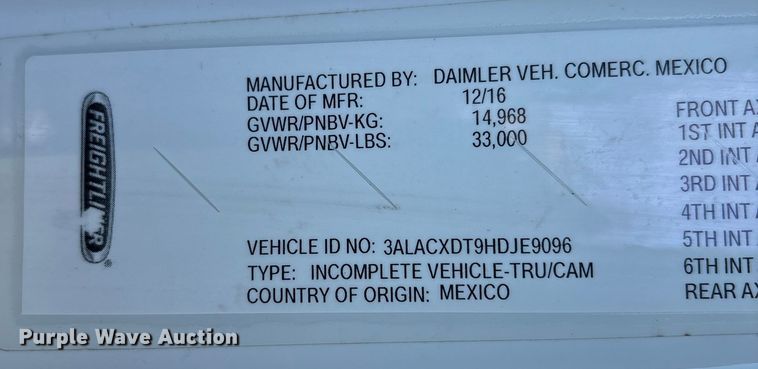 FREIGHTLINER
®
MANUFACTURED BY: DAIMLER VEH. COMERC. MEXICO
DATE OF MFR: 12/16
GVWR/PNBV-KG: 14,968
GVWR/PNBV-LBS: 33,000
VEHICLE ID NO: 3ALACXDT9HDJE9096
TYPE: INCOMPLETE VEHICLE-TRU/CAM
COUNTRY OF ORIGIN: MEXICO
FRONT
1ST INT
2ND INT
3RD INT
4TH INT
5TH INT
6TH INT
REAR
Purple Wave Auction